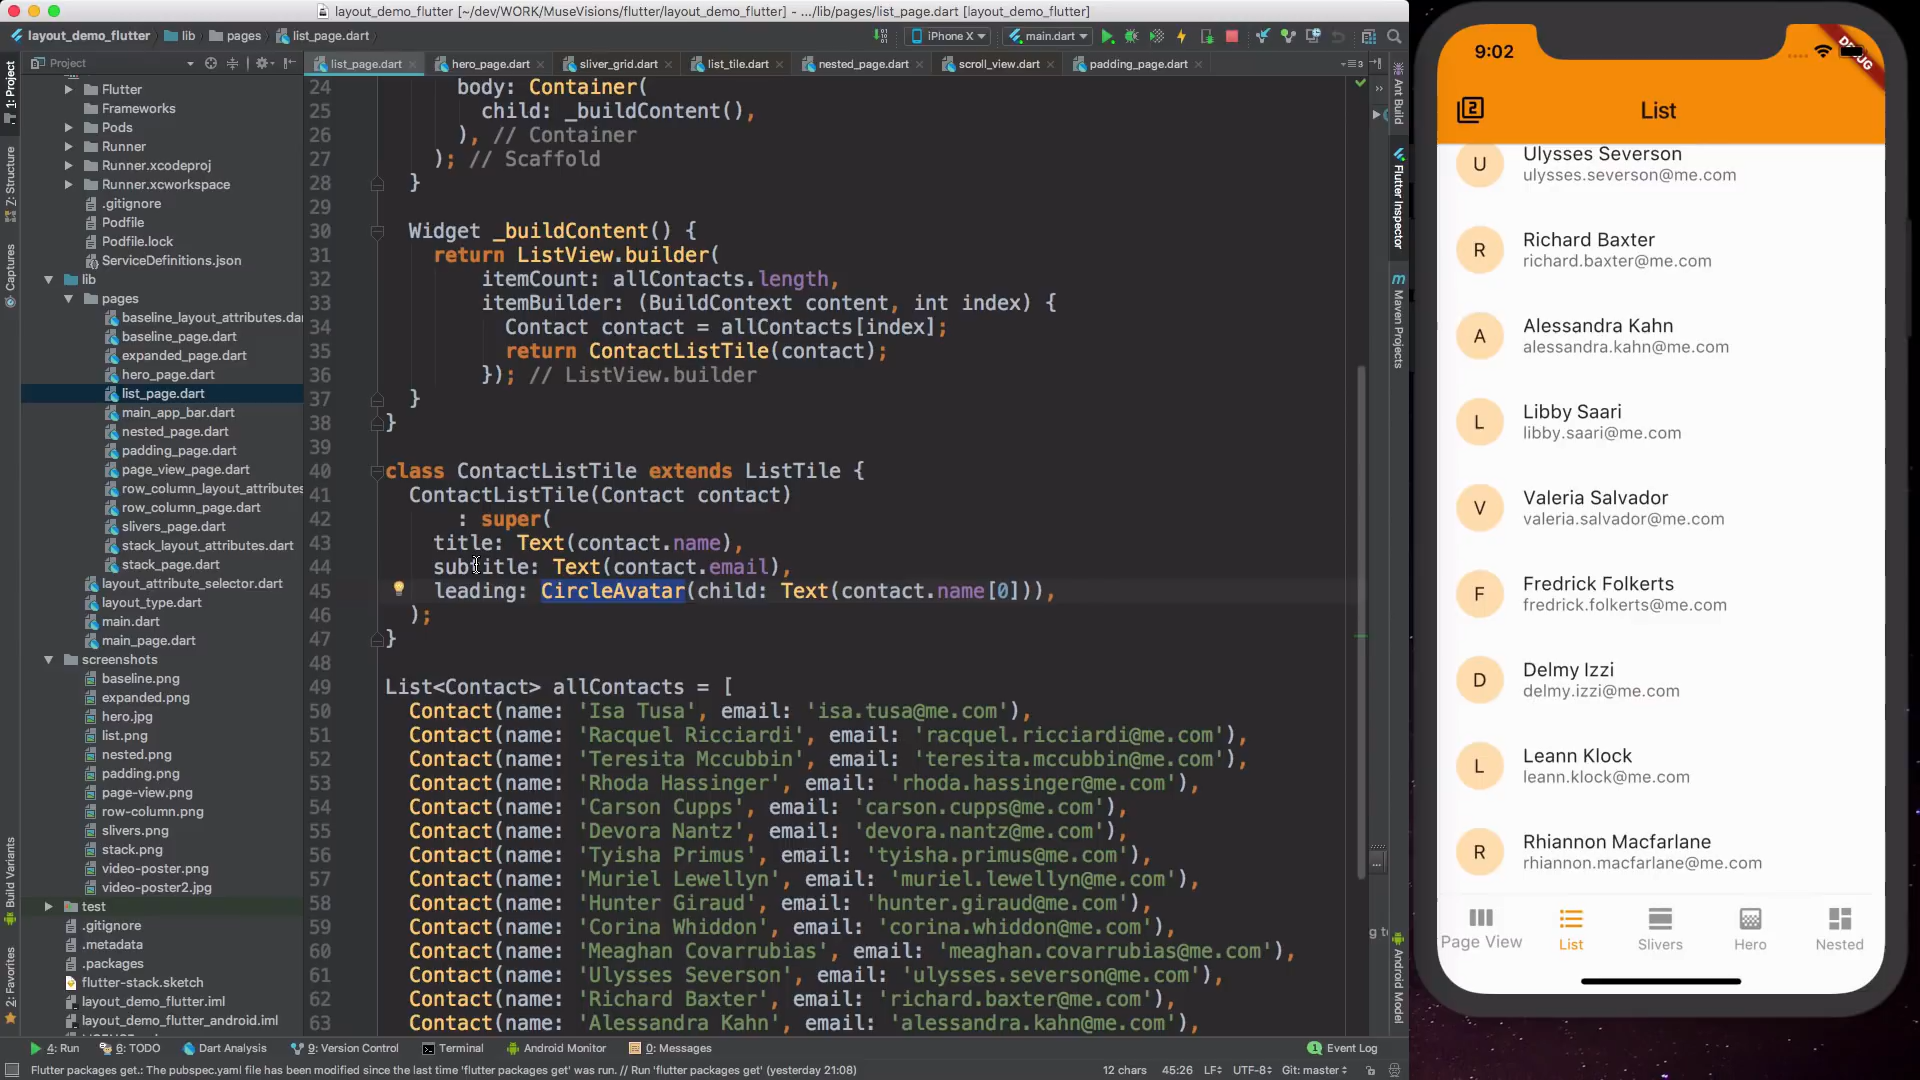 layout_demo_flutter [~/dev/WORK/MuseVisions/flutter/layout_demo_flutter] - .../lib/pages/list_page.dart [layout_demo_flutter]
layout_demo_flutter lib pages list_page.dart
iPhone X main.dart
Project
list_page.dart hero_page.dart sliver_grid.dart list_tile.dart nested_page.dart scroll_view.dart padding_page.dart
1: Project
Z: Structure
Captures
Build Variants
2: Favorites
Flutter
Frameworks
Pods
Runner
Runner.xcodeproj
Runner.xcworkspace
.gitignore
Podfile
Podfile.lock
ServiceDefinitions.json
lib
pages
baseline_layout_attributes.dar
baseline_page.dart
expanded_page.dart
hero_page.dart
list_page.dart
main_app_bar.dart
nested_page.dart
padding_page.dart
page_view_page.dart
row_column_layout_attributes
row_column_page.dart
slivers_page.dart
stack_layout_attributes.dart
stack_page.dart
layout_attribute_selector.dart
layout_type.dart
main.dart
main_page.dart
screenshots
baseline.png
expanded.png
hero.jpg
list.png
nested.png
padding.png
page-view.png
row-column.png
slivers.png
stack.png
video-poster.png
video-poster2.jpg
test
.gitignore
.metadata
.packages
flutter-stack.sketch
layout_demo_flutter.iml
layout_demo_flutter_android.iml
24 body: Container(
25 child: _buildContent(),
26 ), // Container
27 ); // Scaffold
28 }
29
30 Widget _buildContent() {
31 return ListView.builder(
32 itemCount: allContacts.length,
33 itemBuilder: (BuildContext content, int index) {
34 Contact contact = allContacts[index];
35 return ContactListTile(contact);
36 }); // ListView.builder
37 }
38 }
39
40 class ContactListTile extends ListTile {
41 ContactListTile(Contact contact)
42 : super(
43 title: Text(contact.name),
44 subtitle: Text(contact.email),
45 leading: CircleAvatar(child: Text(contact.name[0])),
46 );
47 }
48
49 List<Contact> allContacts = [
50 Contact(name: 'Isa Tusa', email: 'isa.tusa@me.com'),
51 Contact(name: 'Racquel Ricciardi', email: 'racquel.ricciardi@me.com'),
52 Contact(name: 'Teresita Mccubbin', email: 'teresita.mccubbin@me.com'),
53 Contact(name: 'Rhoda Hassinger', email: 'rhoda.hassinger@me.com'),
54 Contact(name: 'Carson Cupps', email: 'carson.cupps@me.com'),
55 Contact(name: 'Devora Nantz', email: 'devora.nantz@me.com'),
56 Contact(name: 'Tyisha Primus', email: 'tyisha.primus@me.com'),
57 Contact(name: 'Muriel Lewellyn', email: 'muriel.lewellyn@me.com'),
58 Contact(name: 'Hunter Giraud', email: 'hunter.giraud@me.com'),
59 Contact(name: 'Corina Whiddon', email: 'corina.whiddon@me.com'),
60 Contact(name: 'Meaghan Covarrubias', email: 'meaghan.covarrubias@me.com'),
61 Contact(name: 'Ulysses Severson', email: 'ulysses.severson@me.com'),
62 Contact(name: 'Richard Baxter', email: 'richard.baxter@me.com'),
63 Contact(name: 'Alessandra Kahn', email: 'alessandra.kahn@me.com'),
Ant Build
Flutter Inspector
Maven Projects
Android Model
4: Run 6: TODO Dart Analysis 9: Version Control Terminal Android Monitor 0: Messages 1 Event Log
Flutter packages get.: The pubspec.yaml file has been modified since the last time 'flutter packages get' was run. // Run 'flutter packages get' (yesterday 21:08) 12 chars 45:26 LF UTF-8 Git: master
9:02
DEBUG
2
List
U Ulysses Severson
ulysses.severson@me.com
R Richard Baxter
richard.baxter@me.com
A Alessandra Kahn
alessandra.kahn@me.com
L Libby Saari
libby.saari@me.com
V Valeria Salvador
valeria.salvador@me.com
F Fredrick Folkerts
fredrick.folkerts@me.com
D Delmy Izzi
delmy.izzi@me.com
L Leann Klock
leann.klock@me.com
R Rhiannon Macfarlane
rhiannon.macfarlane@me.com
Page View List Slivers Hero Nested